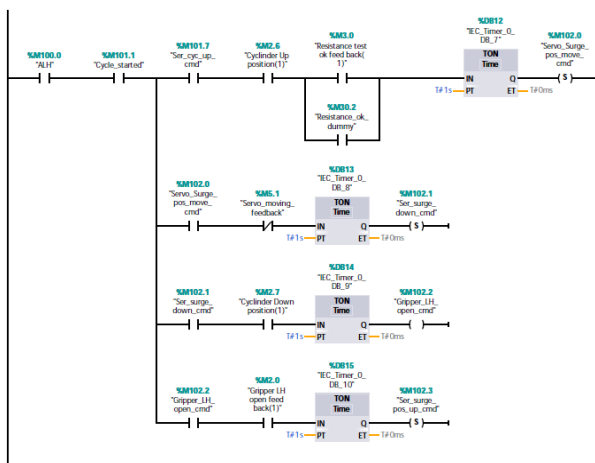 %DB12
%M100.0 %M101.1 %M101.7 %M2.6 %M3.0 "IEC_Timer_0_ %M102.0
"ALH" "Cycle_started" "Ser_cyc_up_ "Cyclinder Up "Resistance test DB_7" "Servo_Surge_
cmd" position(1)" ok feed back( TON pos_move_
1)" Time cmd"
IN Q ( S )
T#1s PT ET T#0ms
%M30.2
"Resistance_ok_
dummy"
%DB13
%M102.0 %M5.1 "IEC_Timer_0_ %M102.1
"Servo_Surge_ "Servo_moving_ DB_8" "Ser_surge_
pos_move_ feedback" TON down_cmd"
cmd" Time
IN Q ( S )
T#1s PT ET T#0ms
%DB14
%M102.1 %M2.7 "IEC_Timer_0_ %M102.2
"Ser_surge_ "Cyclinder Down DB_9" "Gripper_LH_
down_cmd" position(1)" TON open_cmd"
Time
IN Q ( )
T#1s PT ET T#0ms
%DB15
%M102.2 %M2.0 "IEC_Timer_0_ %M102.3
"Gripper_LH_ "Gripper LH DB_10" "Ser_surge_
open_cmd" open feed TON pos_up_cmd"
back(1)" Time
IN Q ( S )
T#1s PT ET T#0ms